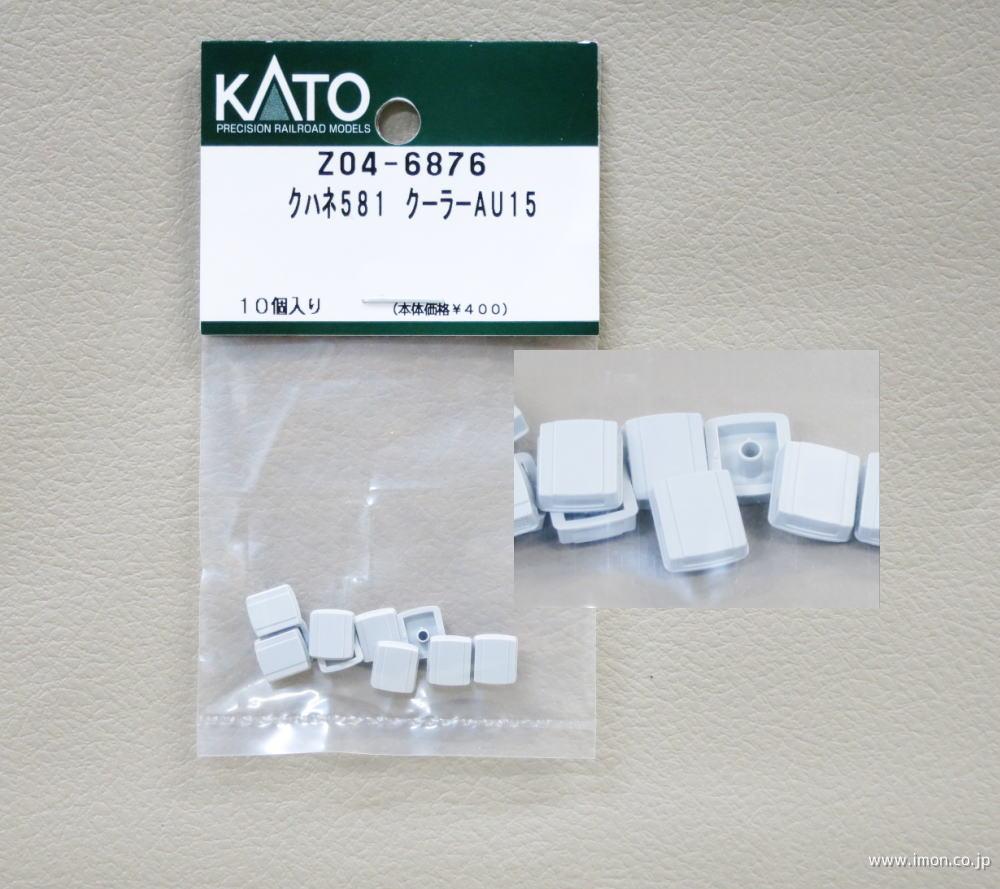 KATO
PRECISION RAILROAD MODELS
Z04-6876
クハネ581 クーラーAU15
10個入り (本体価格¥400)
www.imon.co.jp